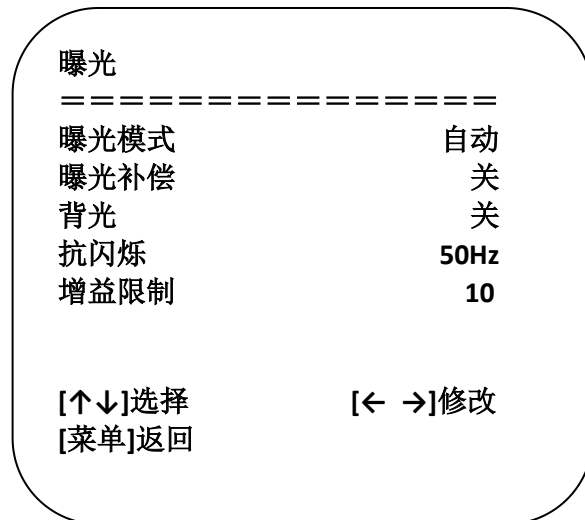 曝光
===============
曝光模式 自动
曝光补偿 关
背光 关
抗闪烁 50Hz
增益限制 10
[↑↓]选择 [← →]修改
[菜单]返回